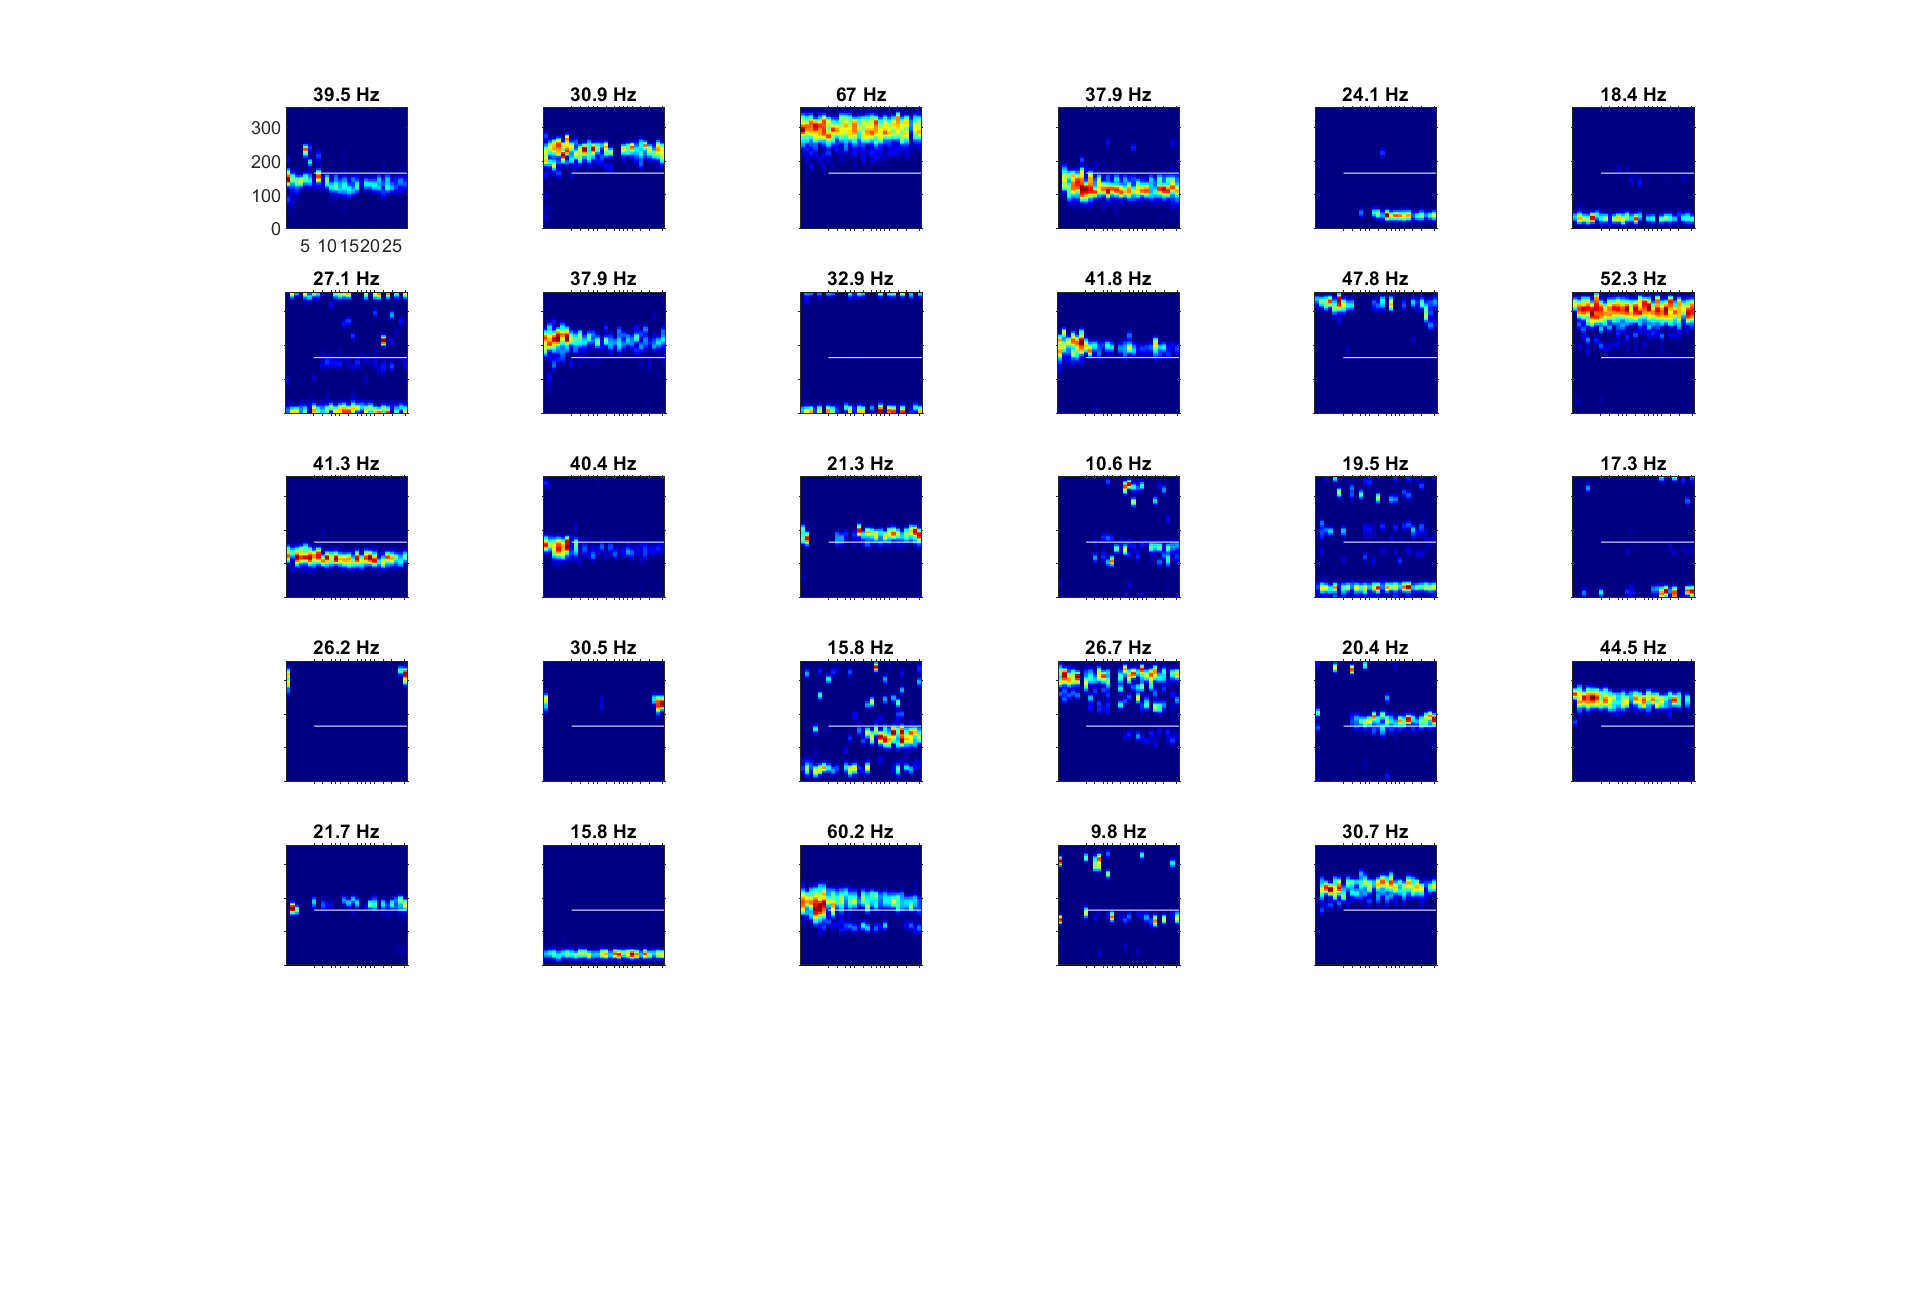 39.5 Hz 30.9 Hz 67 Hz 37.9 Hz 24.1 Hz 18.4 Hz
300
200
100
0
5 10 15 20 25
27.1 Hz 37.9 Hz 32.9 Hz 41.8 Hz 47.8 Hz 52.3 Hz
41.3 Hz 40.4 Hz 21.3 Hz 10.6 Hz 19.5 Hz 17.3 Hz
26.2 Hz 30.5 Hz 15.8 Hz 26.7 Hz 20.4 Hz 44.5 Hz
21.7 Hz 15.8 Hz 60.2 Hz 9.8 Hz 30.7 Hz